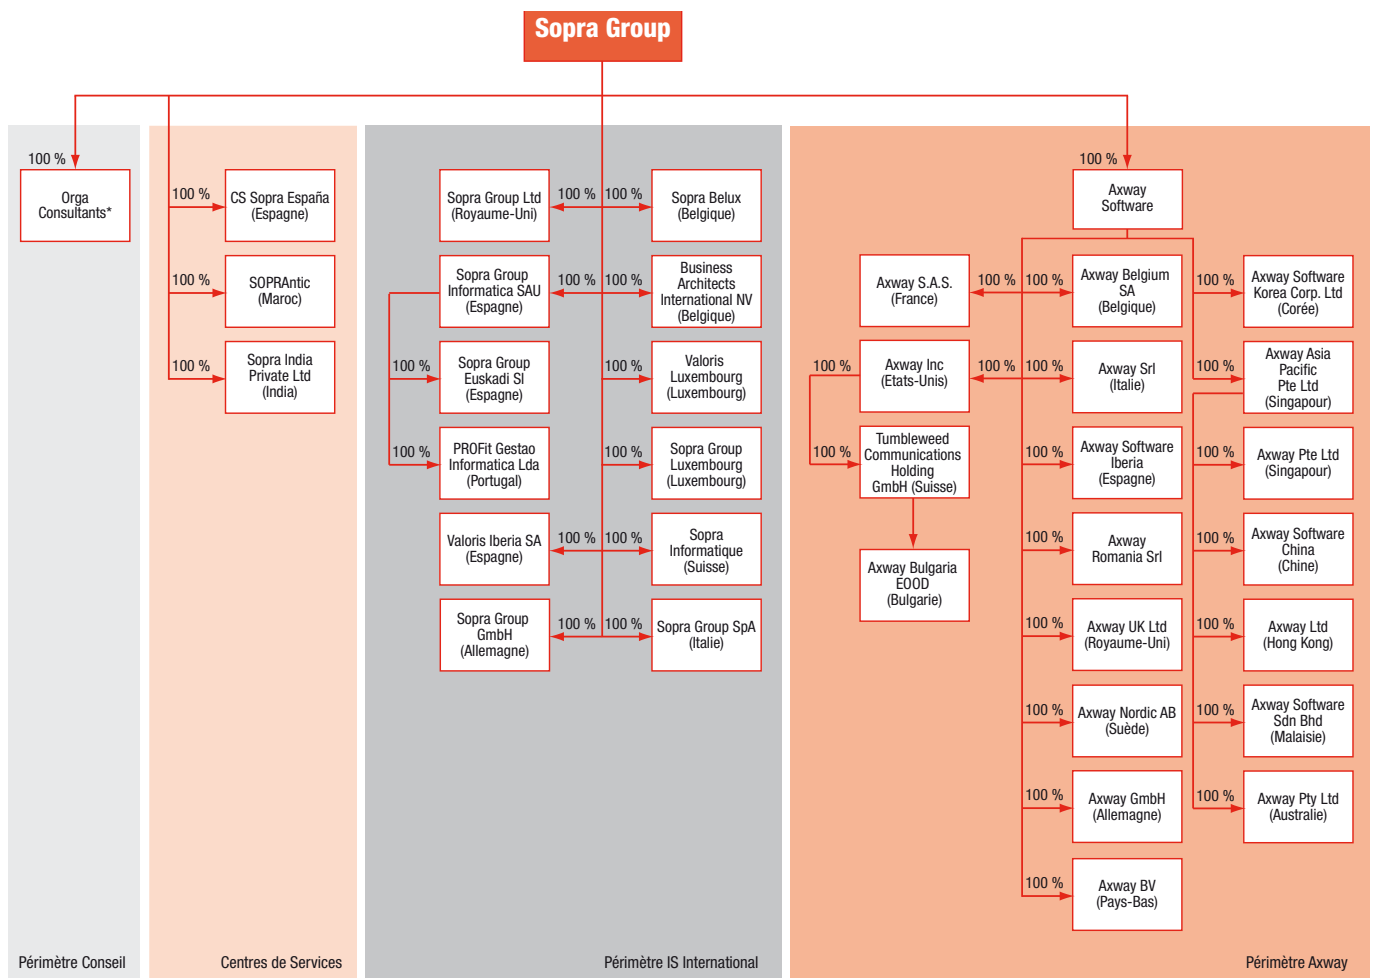 Sopra Group
100 %
Orga
Consultants*
Périmètre Conseil
100 %
CS Sopra España
(Espagne)
100 %
SOPRAntic
(Maroc)
100 %
Sopra India
Private Ltd
(India)
Centres de Services
Sopra Group Ltd
(Royaume-Uni)
100 %
100 %
Sopra Belux
(Belgique)
Sopra Group
Informatica SAU
(Espagne)
100 %
100 %
Business
Architects
International NV
(Belgique)
100 %
Sopra Group
Euskadi Sl
(Espagne)
100 %
Valoris
Luxembourg
(Luxembourg)
100 %
PROFit Gestao
Informatica Lda
(Portugal)
100 %
Sopra Group
Luxembourg
(Luxembourg)
Valoris Iberia SA
(Espagne)
100 %
100 %
Sopra
Informatique
(Suisse)
Sopra Group
GmbH
(Allemagne)
100 %
100 %
Sopra Group SpA
(Italie)
Périmètre IS International
100 %
Axway
Software
Axway S.A.S.
(France)
100 %
100 %
Axway Belgium
SA
(Belgique)
100 %
Axway Software
Korea Corp. Ltd
(Corée)
Axway Inc
(Etats-Unis)
100 %
100 %
Axway Srl
(Italie)
100 %
Axway Asia
Pacific
Pte Ltd
(Singapour)
100 %
Tumbleweed
Communications
Holding
GmbH (Suisse)
100 %
Axway Software
Iberia
(Espagne)
100 %
Axway Pte Ltd
(Singapour)
Axway Bulgaria
EOOD
(Bulgarie)
100 %
Axway
Romania Srl
100 %
Axway Software
China
(Chine)
100 %
Axway UK Ltd
(Royaume-Uni)
100 %
Axway Ltd
(Hong Kong)
100 %
Axway Nordic AB
(Suède)
100 %
Axway Software
Sdn Bhd
(Malaisie)
100 %
Axway GmbH
(Allemagne)
100 %
Axway Pty Ltd
(Australie)
100 %
Axway BV
(Pays-Bas)
Périmètre Axway